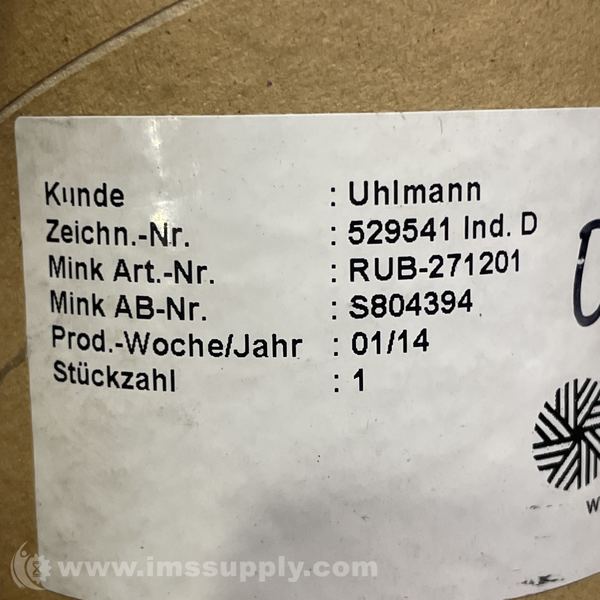 Kunde : Uhlmann
Zeichn.-Nr. : 529541 Ind. D
Mink Art.-Nr. : RUB-271201
Mink AB-Nr. : S804394
Prod.-Woche/Jahr : 01/14
Stückzahl : 1
www.imssupply.com